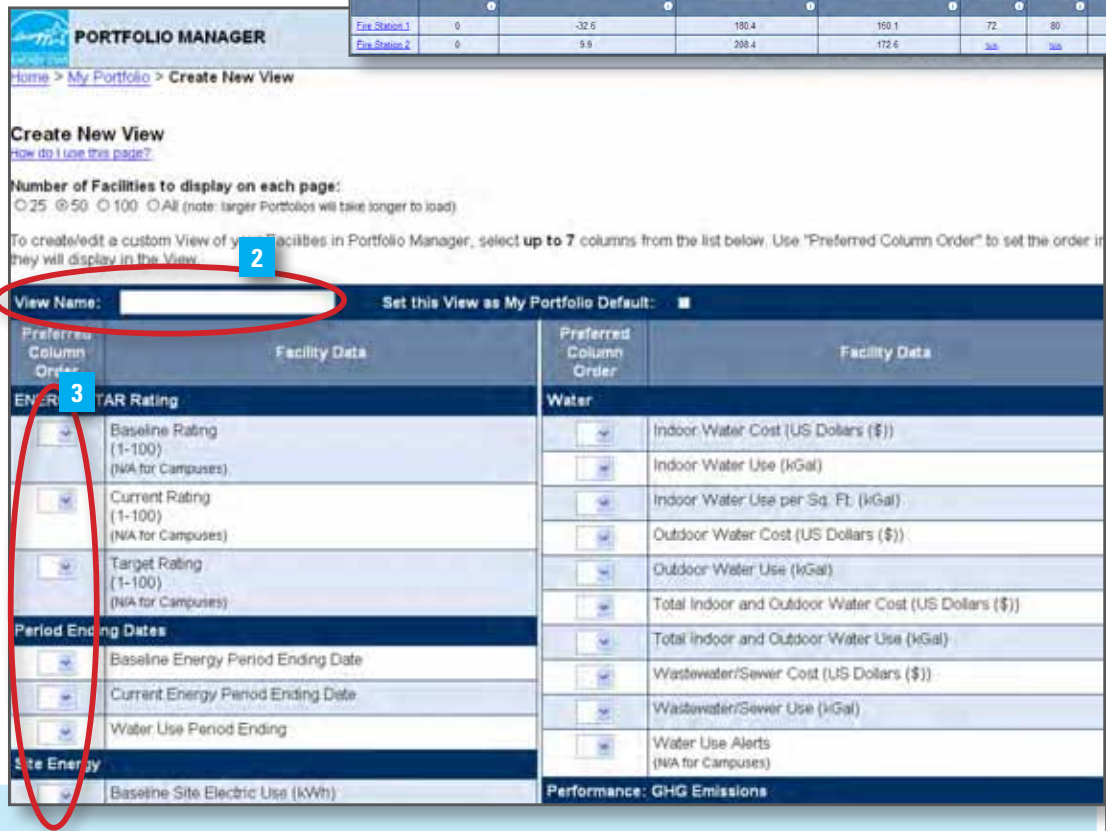 Fire Station 1 0 -32.6 180.4 160.1 72 80
Fire Station 2 0 9.9 208.4 172.6 N/A N/A
PORTFOLIO MANAGER
Home > My Portfolio > Create New View
Create New View
How do I use this page?
Number of Facilities to display on each page:
25 50 100 All (note: larger Portfolios will take longer to load)
To create/edit a custom View of your Facilities in Portfolio Manager, select up to 7 columns from the list below. Use "Preferred Column Order" to set the order in
they will display in the View.
2
View Name: Set this View as My Portfolio Default:
Preferred Column Order
Facility Data
3
ENERGY STAR Rating
Baseline Rating
(1-100)
(N/A for Campuses)
Current Rating
(1-100)
(N/A for Campuses)
Target Rating
(1-100)
(N/A for Campuses)
Period Ending Dates
Baseline Energy Period Ending Date
Current Energy Period Ending Date
Water Use Period Ending
Site Energy
Baseline Site Electric Use (kWh)
Preferred Column Order
Facility Data
Water
Indoor Water Cost (US Dollars ($))
Indoor Water Use (kGal)
Indoor Water Use per Sq. Ft. (kGal)
Outdoor Water Cost (US Dollars ($))
Outdoor Water Use (kGal)
Total Indoor and Outdoor Water Cost (US Dollars ($))
Total Indoor and Outdoor Water Use (kGal)
Wastewater/Sewer Cost (US Dollars ($))
Wastewater/Sewer Use (kGal)
Water Use Alerts
(N/A for Campuses)
Performance: GHG Emissions